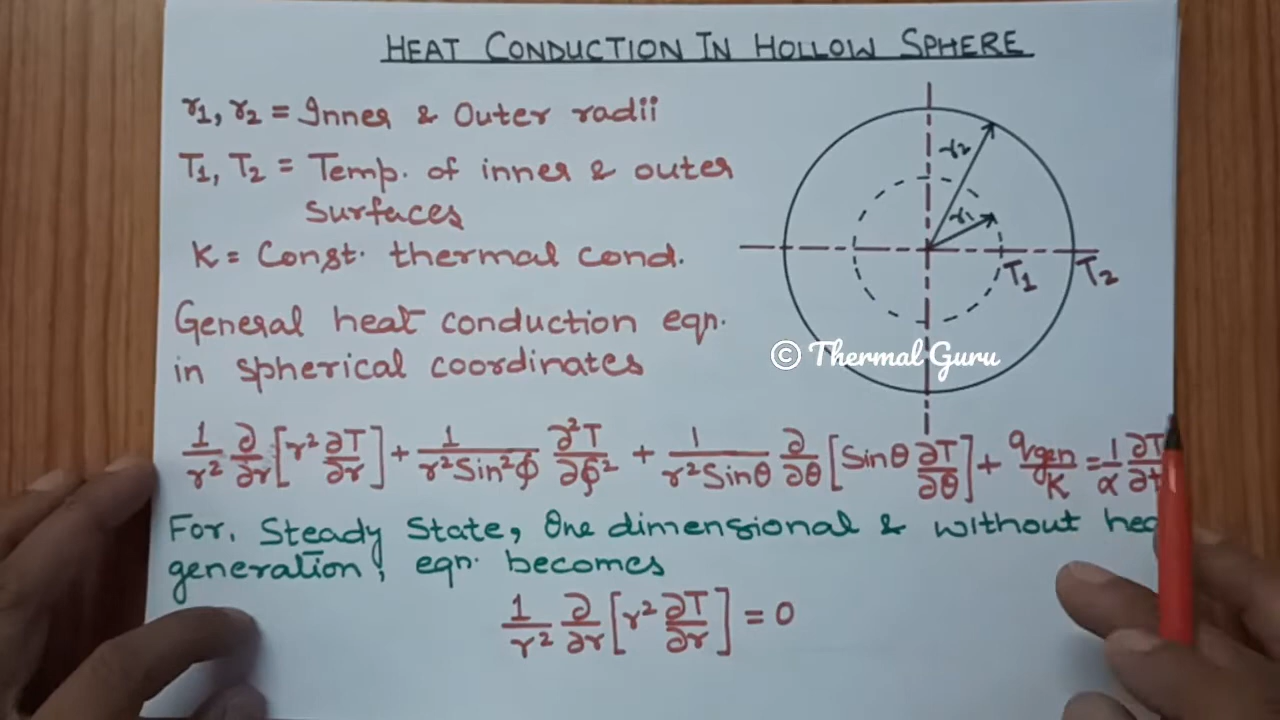 HEAT CONDUCTION IN HOLLOW SPHERE
r1, r2 = Inner & Outer radii
T1, T2 = Temp. of inner & outer
surfaces
K = Const. thermal cond.
r2
r1
T1
T2
General heat conduction eqn.
in spherical coordinates
© Thermal Guru
1/r² ∂/∂r [r² ∂T/∂r] + 1/r² Sin²ϕ ∂²T/∂ϕ² + 1/r² Sinθ ∂/∂θ [Sinθ ∂T/∂θ] + qgen/K = 1/α ∂T/∂t
For, Steady State, One dimensional & without
generation, eqn. becomes
1/r² ∂/∂r [r² ∂T/∂r] = 0